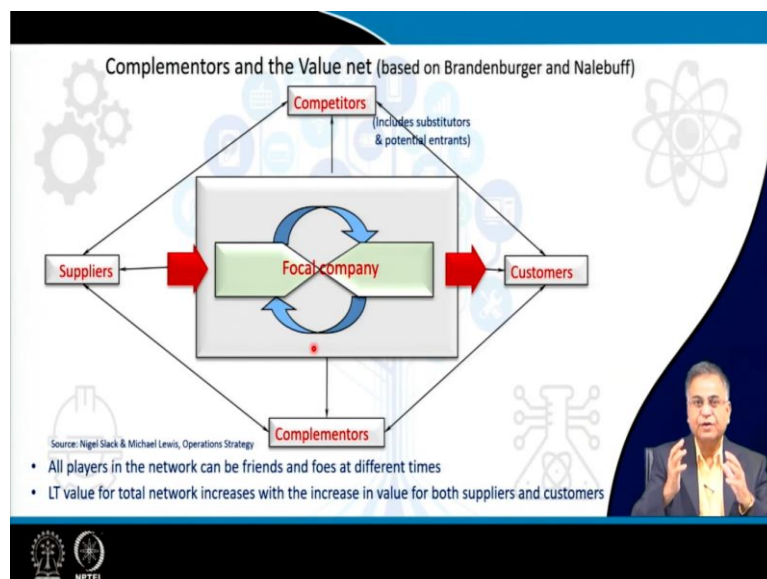 Complementors and the Value net (based on Brandenburger and Nalebuff)
Competitors
(Includes substitutors
& potential entrants)
Suppliers
Focal company
Customers
Complementors
Source: Nigel Slack & Michael Lewis, Operations Strategy
• All players in the network can be friends and foes at different times
• LT value for total network increases with the increase in value for both suppliers and customers
NPTEL